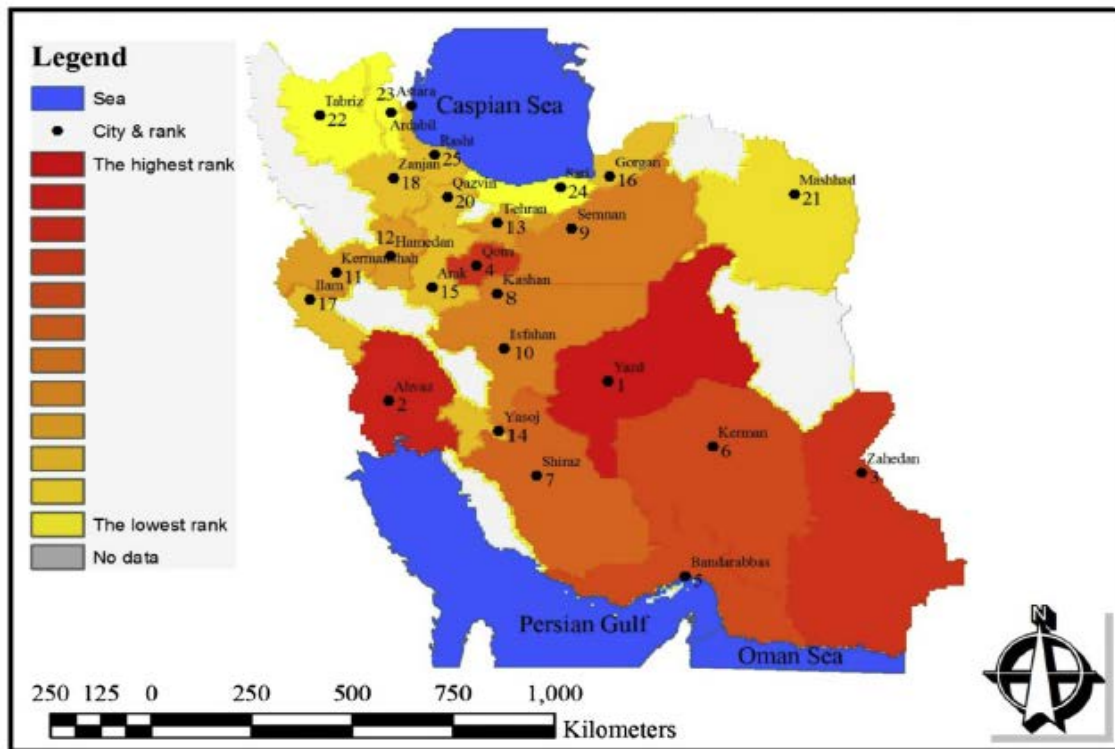 Legend
Sea
City & rank
The highest rank
The lowest rank
No data
Caspian Sea
23 Astara
Tabriz
22
Ardabil
Rasht
25
Zanjan
18
Qazvin
20
Sari
24
Gorgan
16
Mashhad
21
Tehran
13
Semnan
9
12 Hamedan
Kermanshah
11
Qom
4
Ilam
17
Arak
15
Kashan
8
Isfahan
10
Yazd
1
Ahvaz
2
Yasoj
14
Kerman
6
Shiraz
7
Zahedan
3
Bandarabbas
5
Persian Gulf
Oman Sea
N
250 125 0 250 500 750 1,000
Kilometers